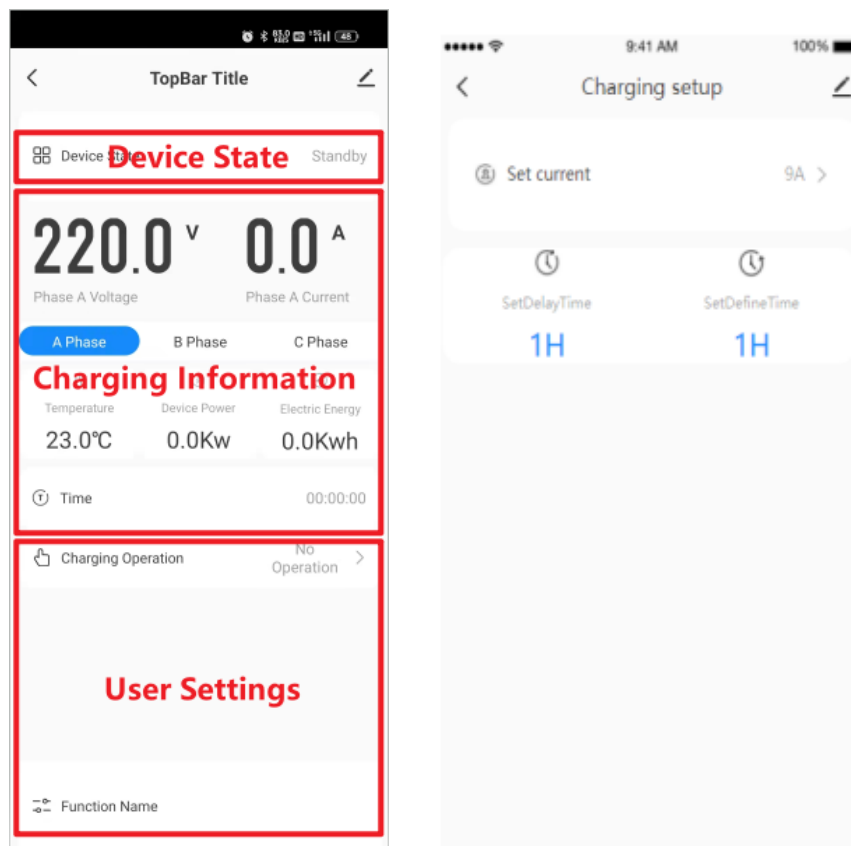 48
TopBar Title
Device State
Device State
Standby
220.0 V
0.0 A
Phase A Voltage
Phase A Current
A Phase
B Phase
C Phase
Charging Information
Temperature
Device Power
Electric Energy
23.0℃
0.0Kw
0.0Kwh
Time
00:00:00
Charging Operation
No
Operation
User Settings
Function Name
9:41 AM
100%
Charging setup
Set current
9A
SetDelayTime
SetDefineTime
1H
1H